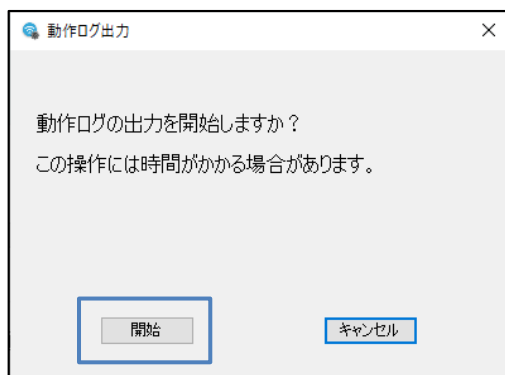 動作ログ出力
動作ログの出力を開始しますか？
この操作には時間がかかる場合があります。
開始
キャンセル